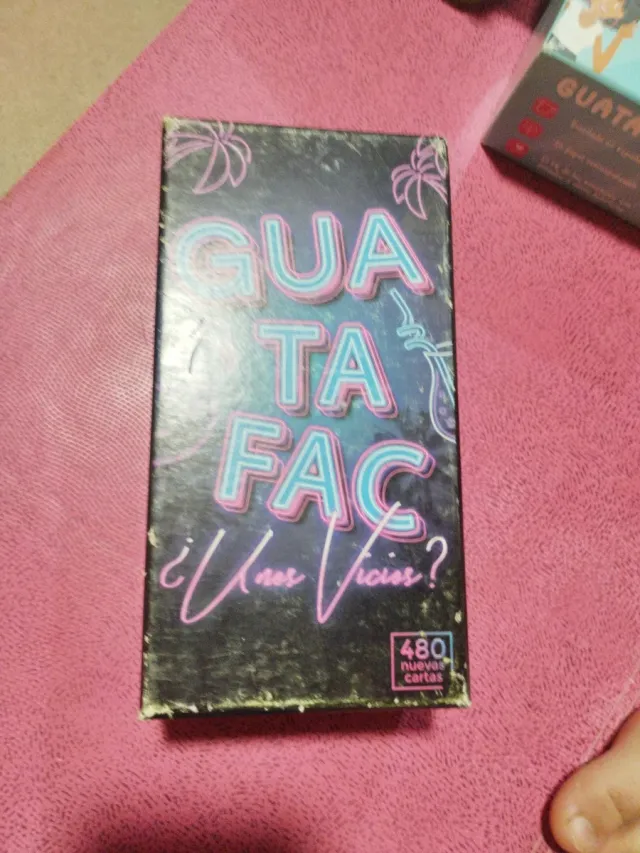 GUA
TA
FAC
¿Unos Vicios?
480
nuevas
cartas
GUATA